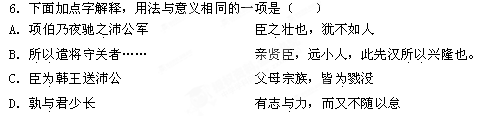 6. 下面加点字解释，用法与意义相同的一项是（　　）
A. 项伯乃夜驰之沛公军　　臣之壮也，犹不如人
B. 所以遣将守关者……　　亲贤臣，远小人，此先汉所以兴隆也。
C. 臣为韩王送沛公　　父母宗族，皆为戮没
D. 孰与君少长　　有志与力，而又不随以怠